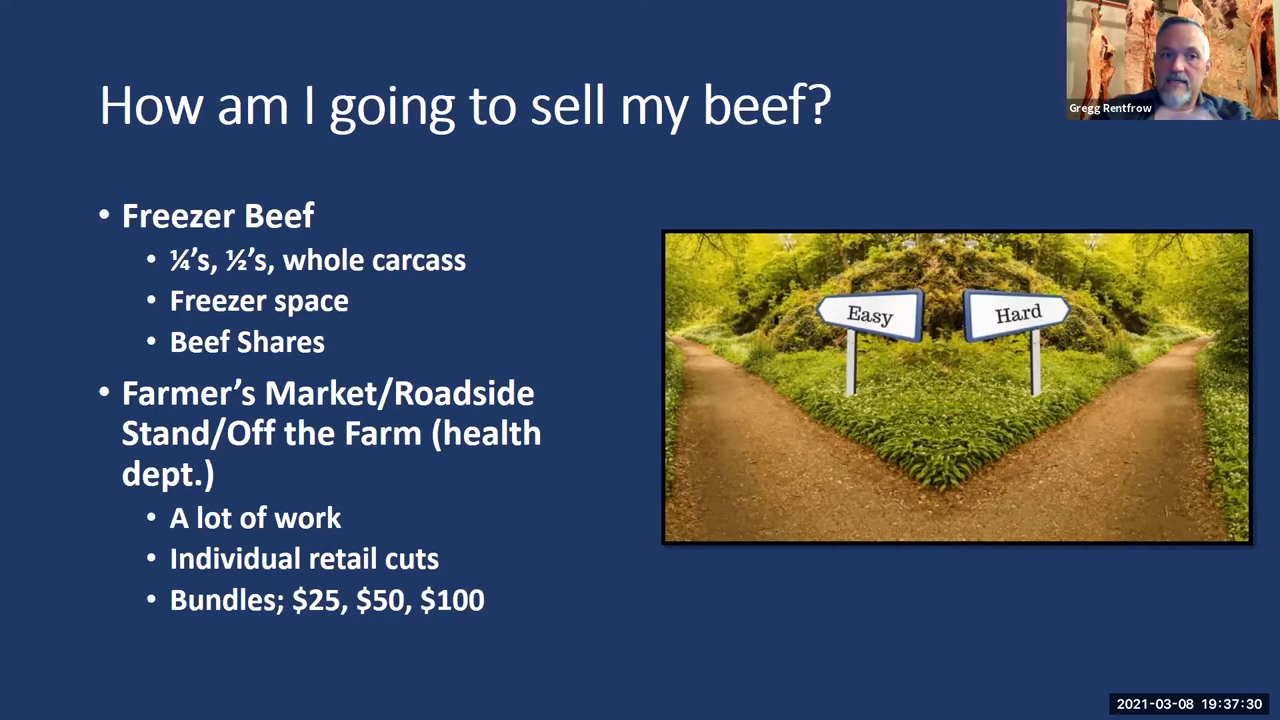 Gregg Rentfrow
How am I going to sell my beef?
• Freezer Beef
• ¼’s, ½’s, whole carcass
• Freezer space
• Beef Shares
• Farmer’s Market/Roadside
Stand/Off the Farm (health
dept.)
• A lot of work
• Individual retail cuts
• Bundles; $25, $50, $100
Easy
Hard
2021-03-08 19:37:30